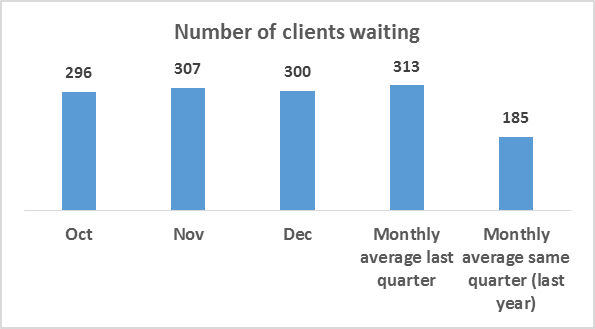 Number of clients waiting
296
307
300
313
185
Oct
Nov
Dec
Monthly
average last
quarter
Monthly
average same
quarter (last
year)